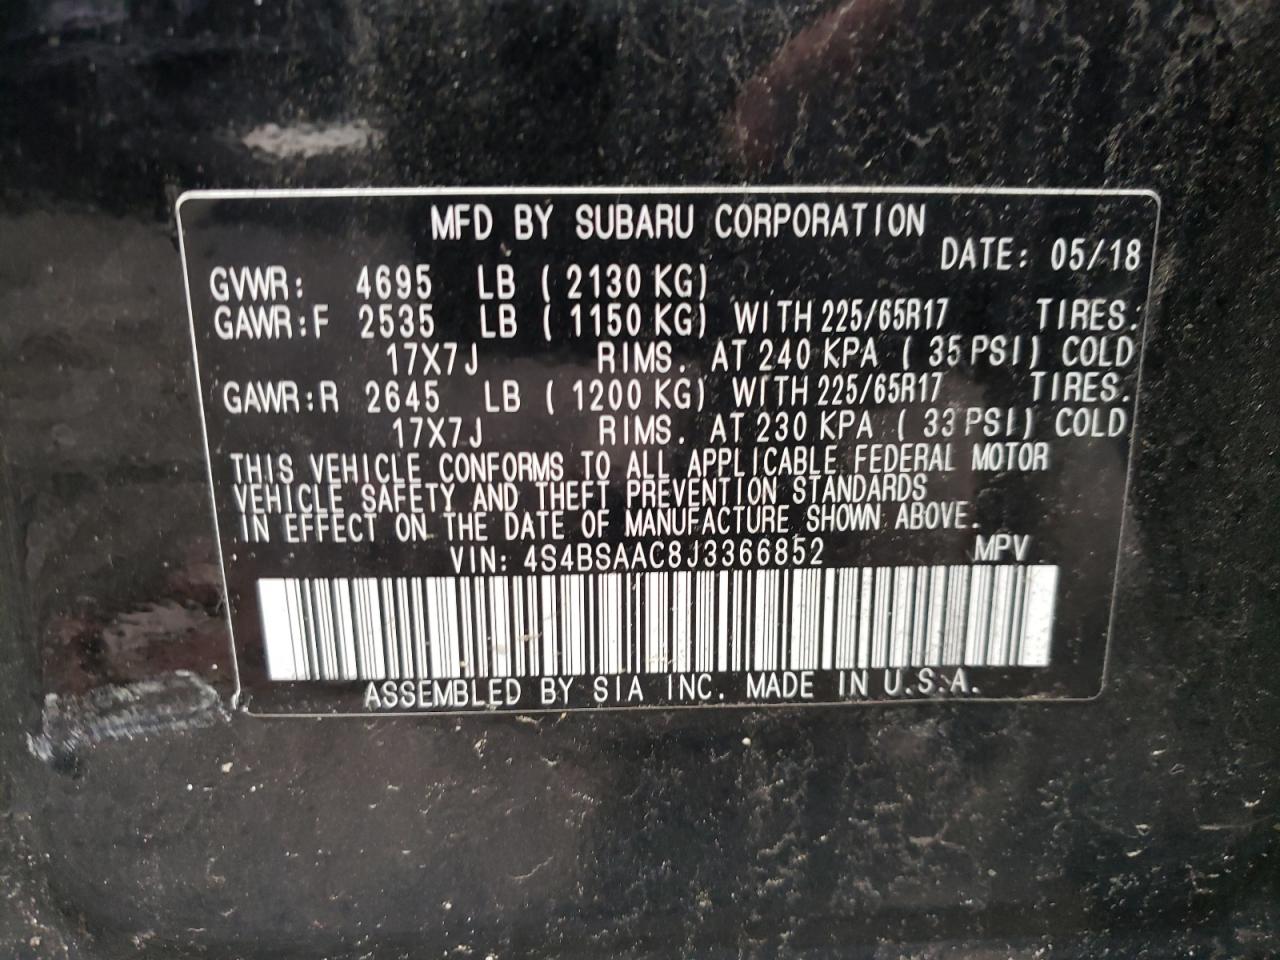 MFD BY SUBARU CORPORATION
DATE: 05/18
GVWR: 4695 LB ( 2130 KG)
GAWR:F 2535 LB ( 1150 KG) WITH 225/65R17 TIRES.
17X7J RIMS. AT 240 KPA ( 35 PSI) COLD
GAWR:R 2645 LB ( 1200 KG) WITH 225/65R17 TIRES.
17X7J RIMS. AT 230 KPA ( 33 PSI) COLD
THIS VEHICLE CONFORMS TO ALL APPLICABLE FEDERAL MOTOR
VEHICLE SAFETY AND THEFT PREVENTION STANDARDS
IN EFFECT ON THE DATE OF MANUFACTURE SHOWN ABOVE.
VIN: 4S4BSAAC8J3366852 MPV
ASSEMBLED BY SIA INC. MADE IN U.S.A.